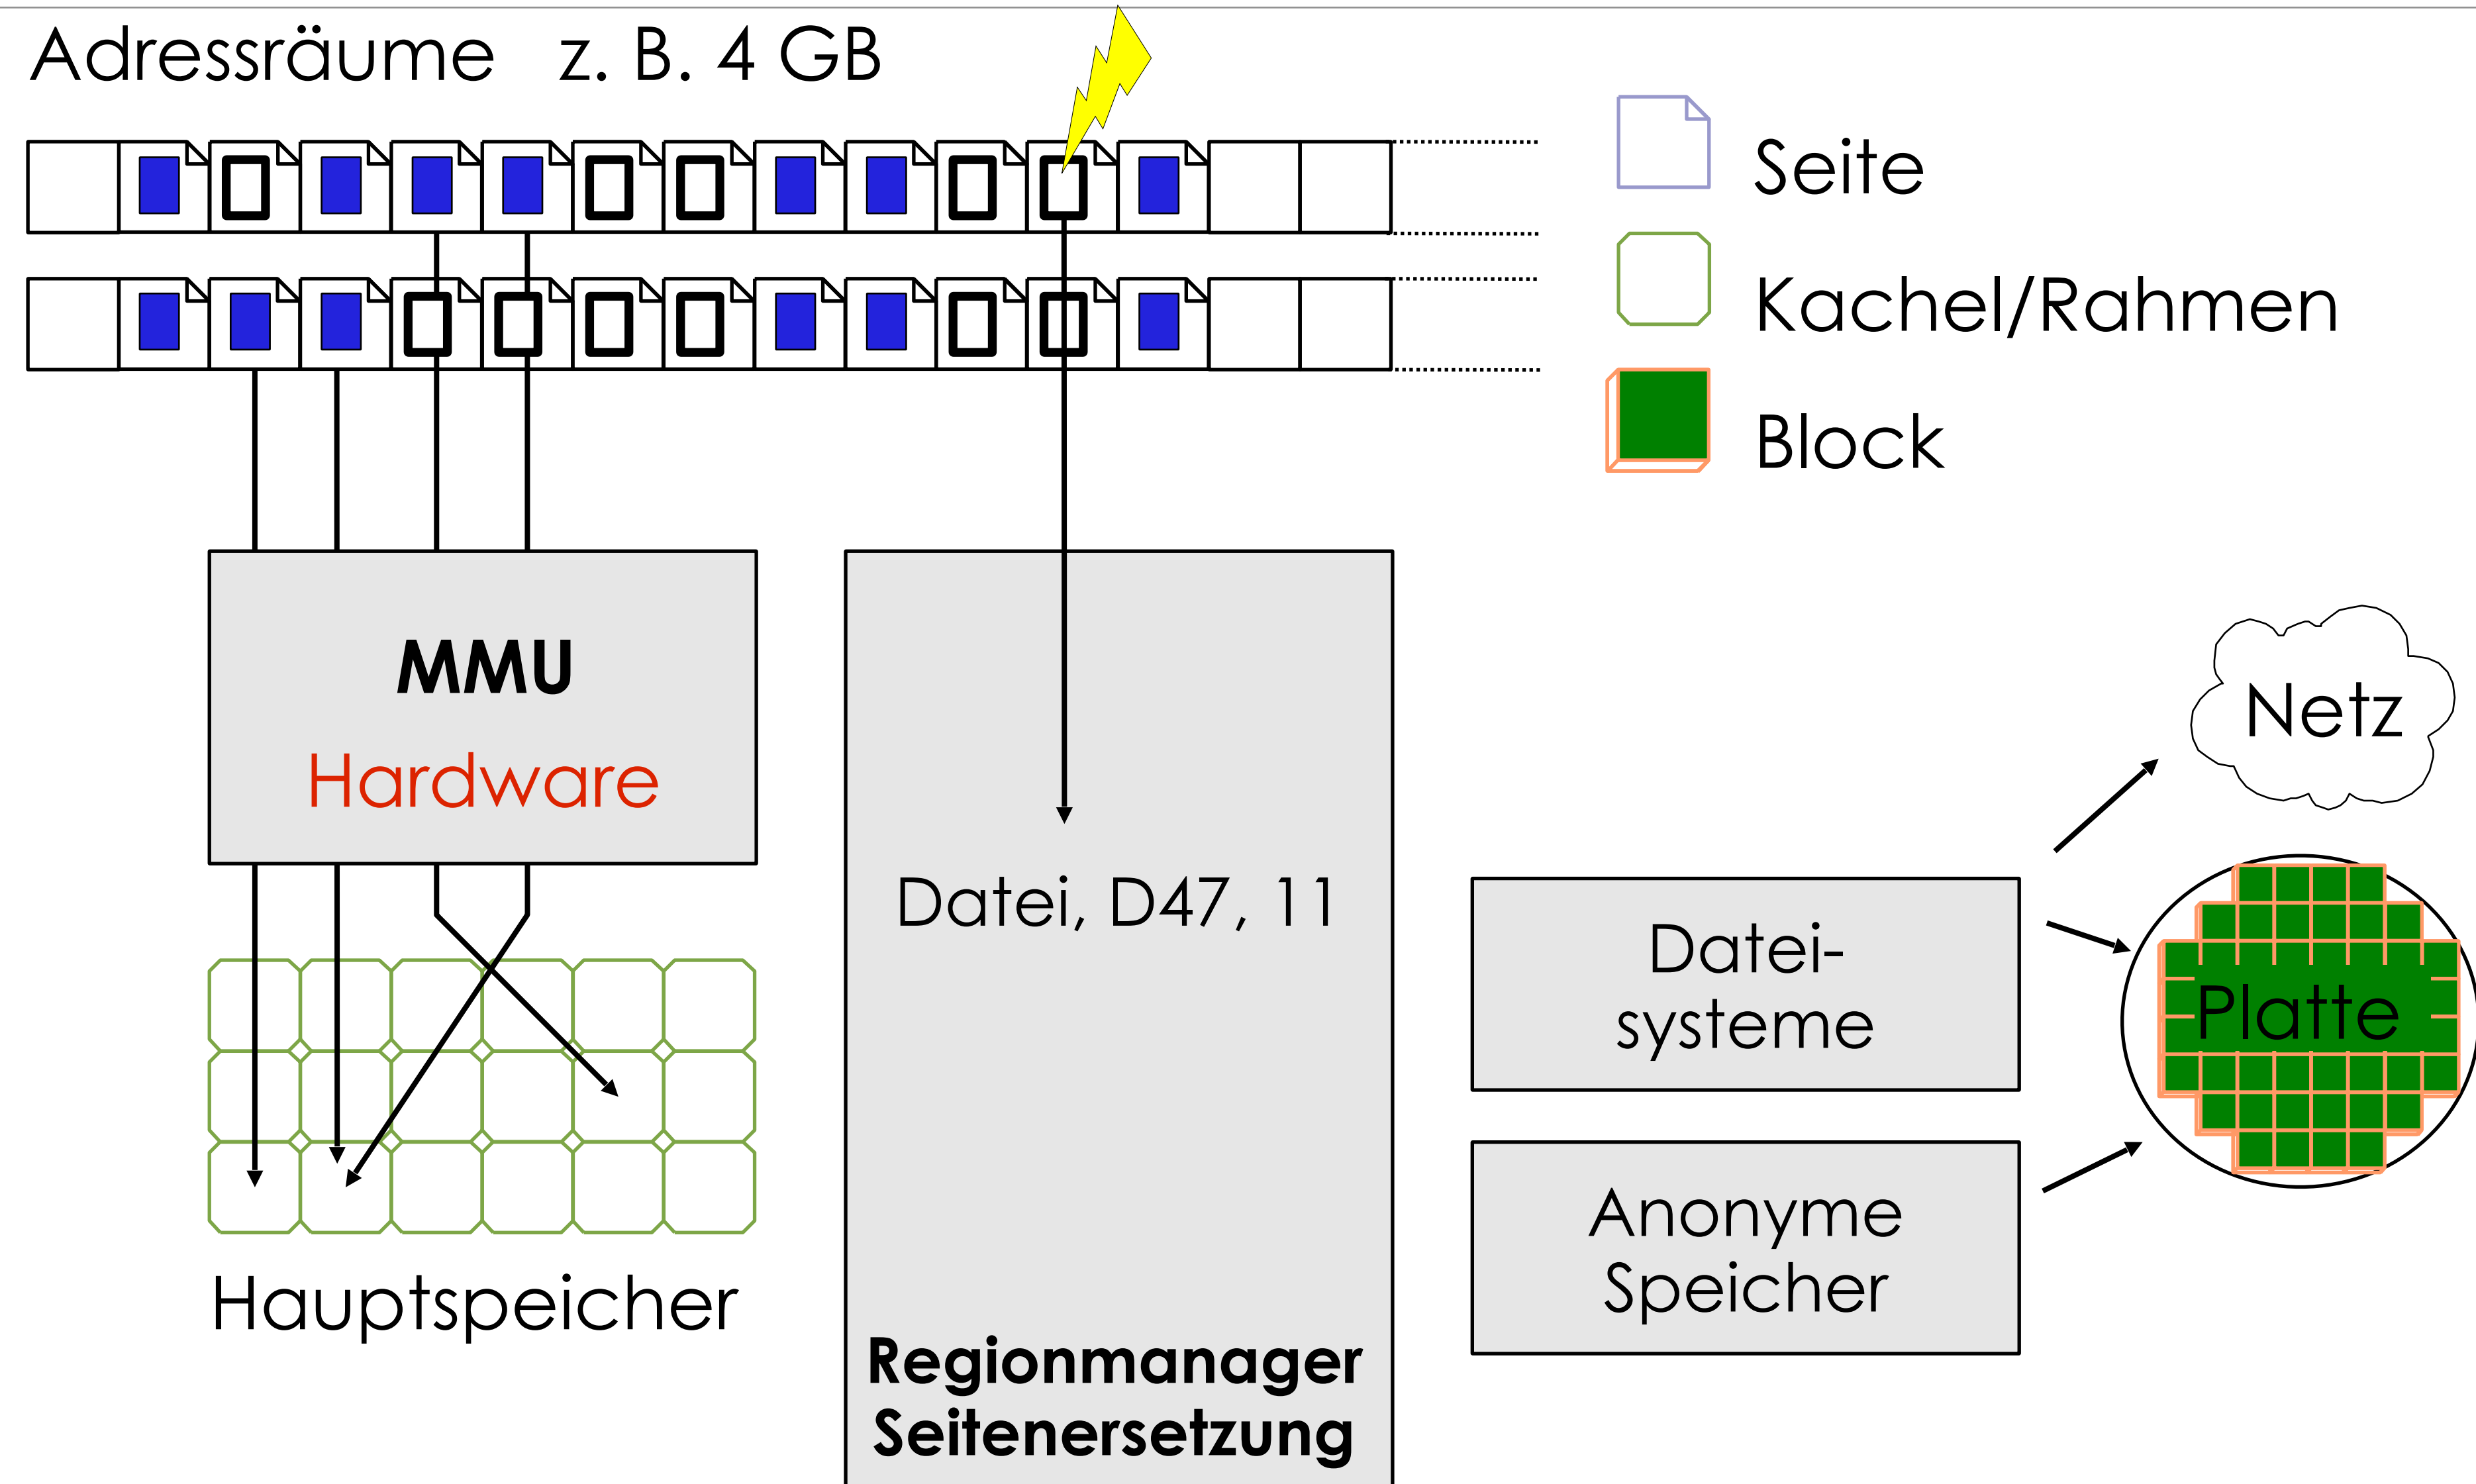 Adressräume z. B. 4 GB
Seite
Kachel/Rahmen
Block
MMU
Hardware
Netz
Datei, D47, 11
Datei-
systeme
Platte
Anonyme
Speicher
Hauptspeicher
Regionmanager
Seitenersetzung